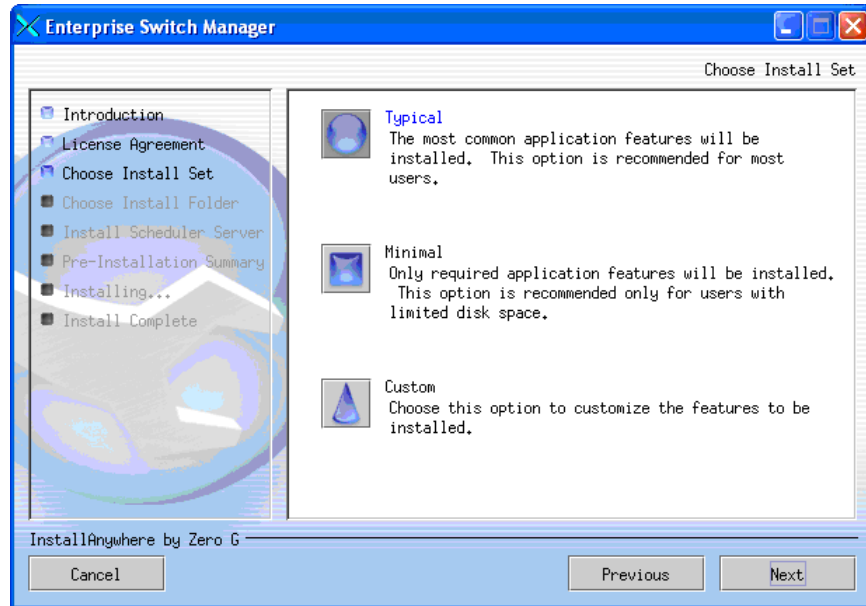 Enterprise Switch Manager
Choose Install Set
Introduction
License Agreement
Choose Install Set
Choose Install Folder
Install Scheduler Server
Pre-Installation Summary
Installing...
Install Complete
Typical
The most common application features will be
installed. This option is recommended for most
users.
Minimal
Only required application features will be installed.
This option is recommended only for users with
limited disk space.
Custom
Choose this option to customize the features to be
installed.
InstallAnywhere by Zero G
Cancel
Previous
Next